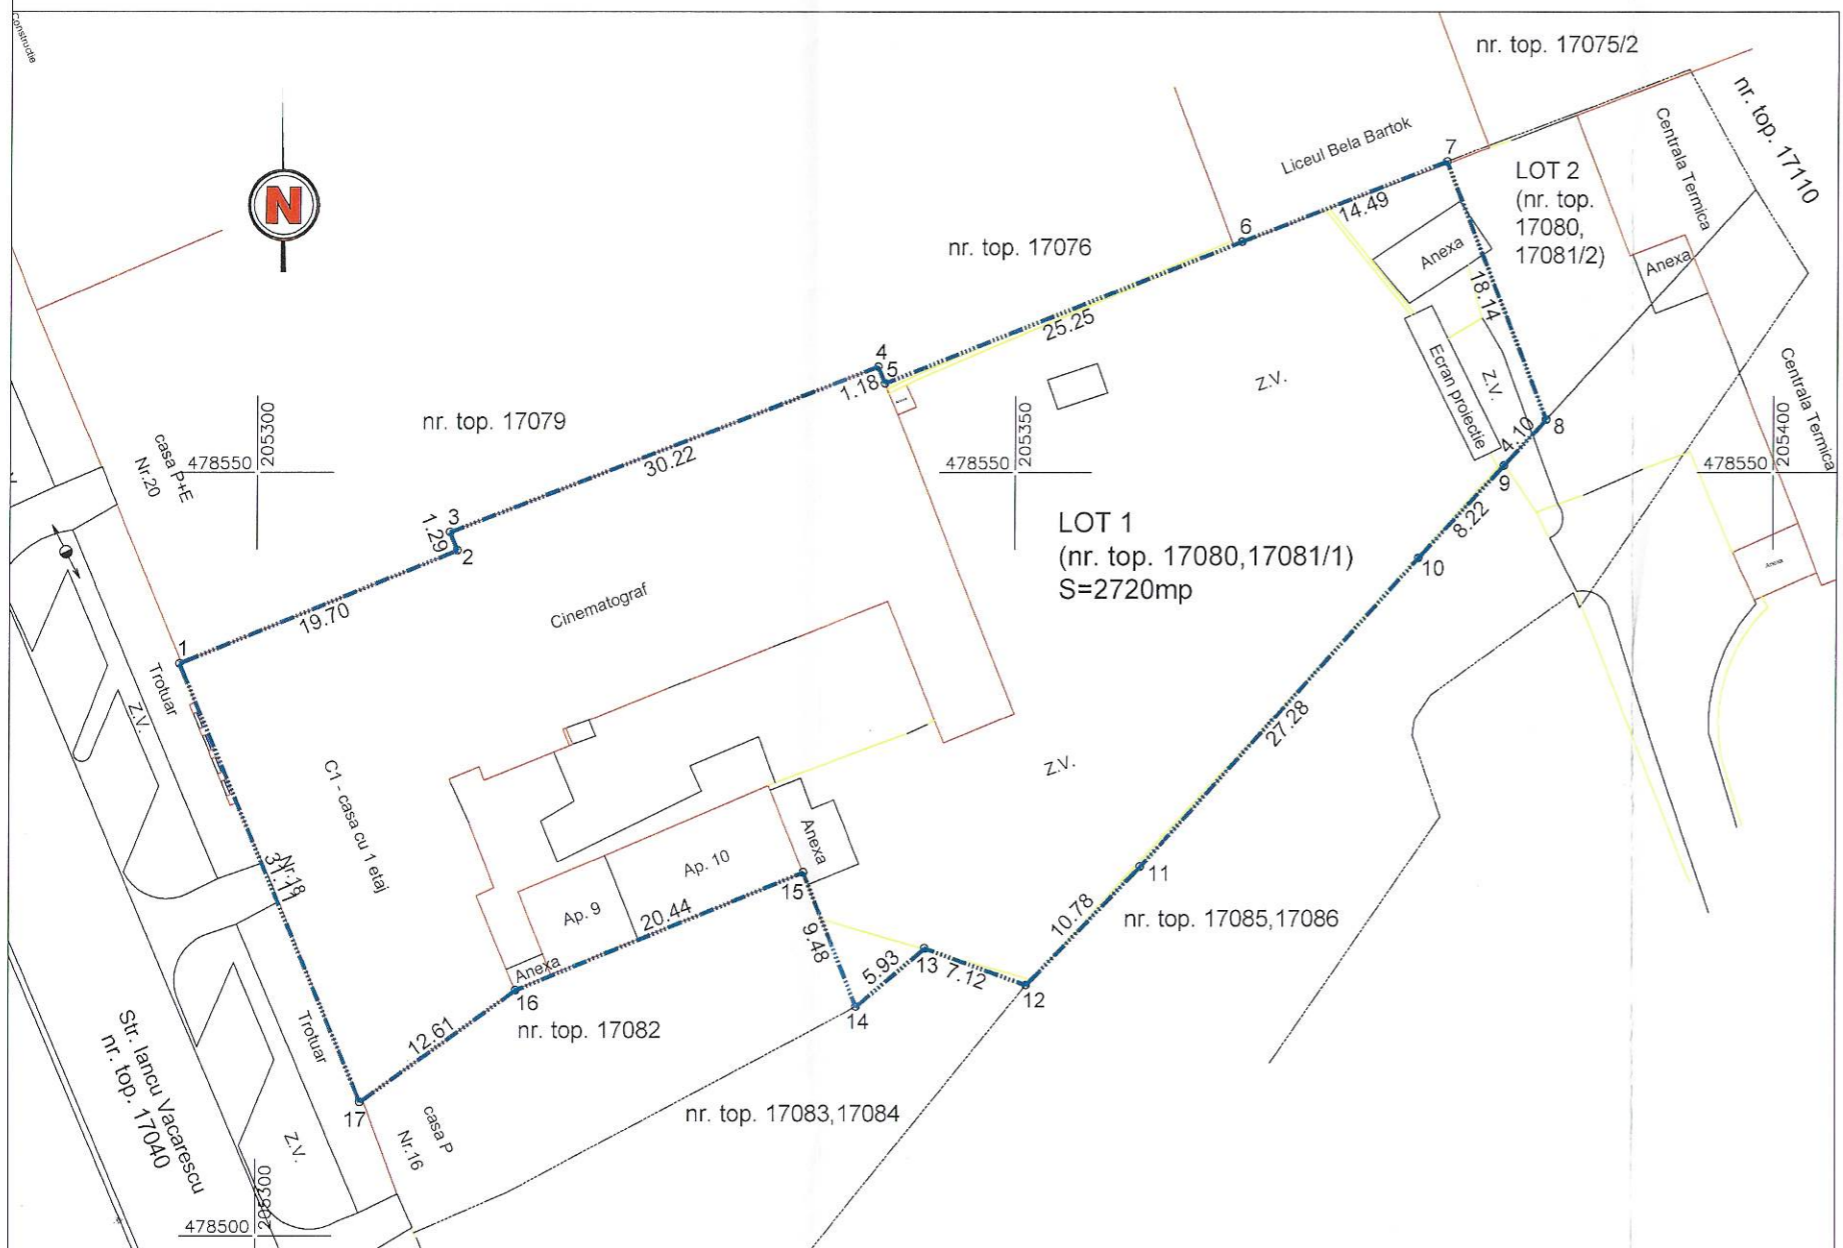 Constructie
nr. top. 17075/2
nr. top. 17110
Centrala Termica
Liceul Bela Bartok
7
LOT 2
(nr. top.
17080,
17081/2)
N
14.49
6
nr. top. 17076
Anexa
Anexa
18.14
25.25
Ecran proiectie
Z.V.
Z.V.
Centrala Termica
4
5
1.18
1
nr. top. 17079
30.22
casa P+E
Nr.20
478550
205300
478550
205350
478550
205400
8
4.10
9
8.22
10
3
1.29
2
19.70
1
LOT 1
(nr. top. 17080,17081/1)
S=2720mp
Anexa
Cinematograf
Trotuar
Z.V.
27.28
Z.V.
C1 - casa cu 1 etaj
Nr.18
31.11
Anexa
Ap. 10
Ap. 9
20.44
15
11
10.78
nr. top. 17085,17086
9.48
5.93
13
7.12
12
14
Anexa
16
nr. top. 17082
12.61
17
Trotuar
Str. Iancu Vacarescu
nr. top. 17040
Z.V.
casa P
Nr.16
nr. top. 17083,17084
478500
205300